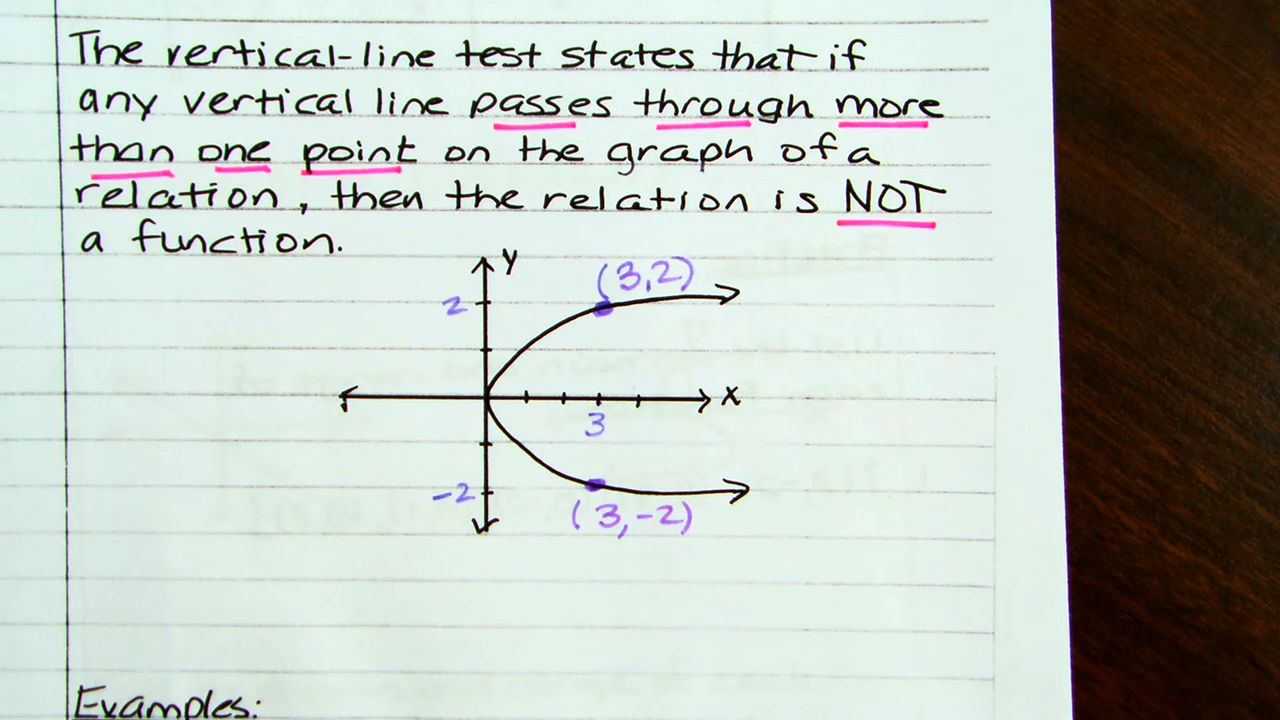 The vertical-line test states that if
any vertical line passes through more
than one point on the graph of a
relation, then the relation is NOT
a function.
y
(3,2)
2
x
3
-2
(3,-2)
Examples: